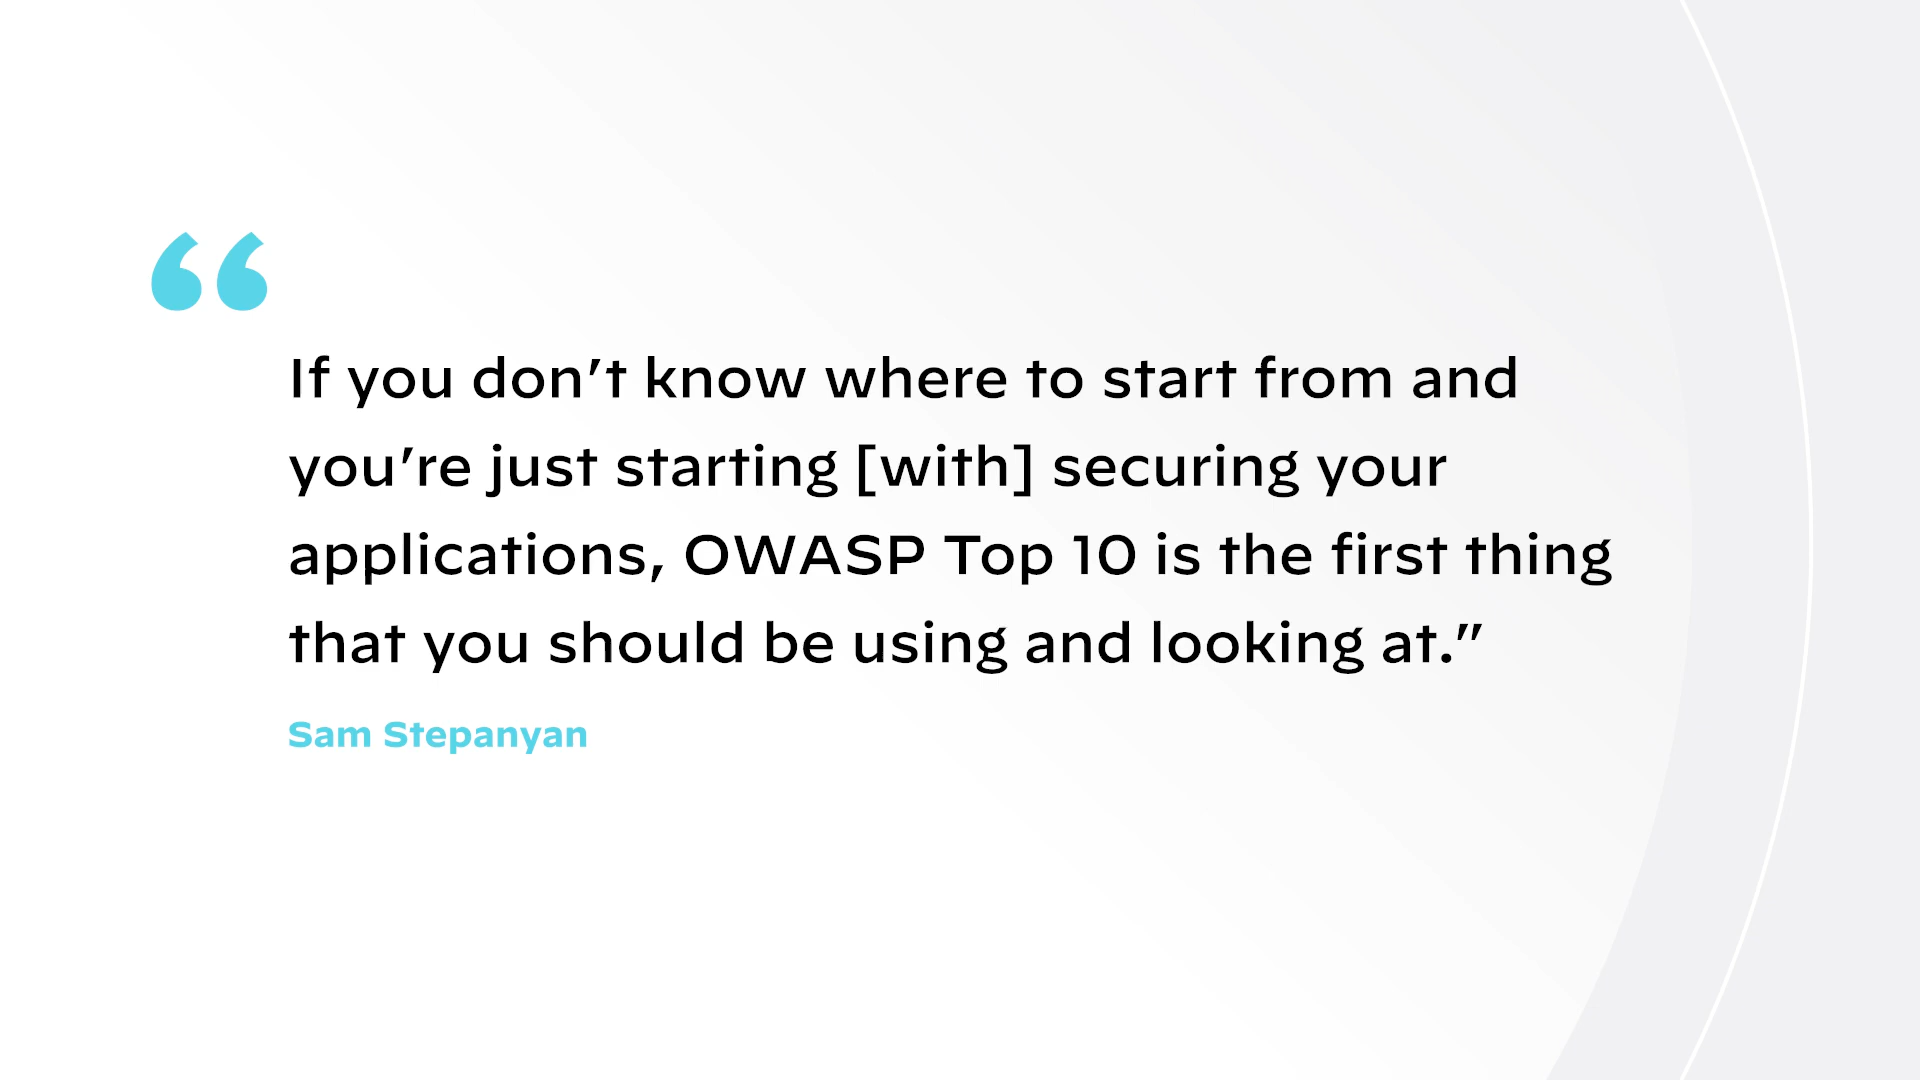 “
If you don’t know where to start from and
you’re just starting [with] securing your
applications, OWASP Top 10 is the first thing
that you should be using and looking at.”
Sam Stepanyan